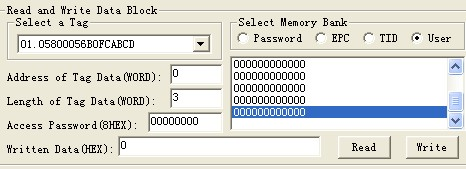 Read and Write Data Block
Select a Tag
01.05800056B0FCABCD
Select Memory Bank
Password EPC TID User
Address of Tag Data(WORD): 0
Length of Tag Data(WORD): 3
Access Password(8HEX): 00000000
000000000000
000000000000
000000000000
000000000000
000000000000
Written Data(HEX): 0
Read
Write